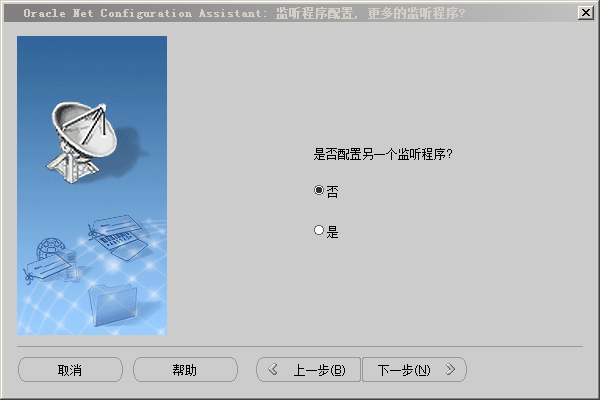 Oracle Net Configuration Assistant: 监听程序配置, 更多的监听程序?
是否配置另一个监听程序?
否
是
取消
帮助
上一步(B)
下一步(N)